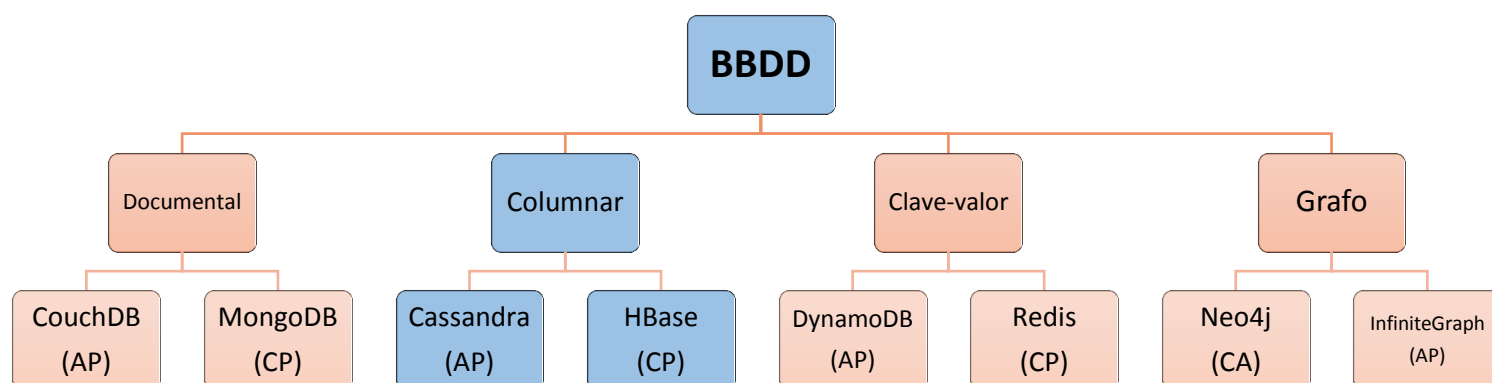 BBDD
Documental
Columnar
Clave-valor
Grafo
CouchDB
(AP)
MongoDB
(CP)
Cassandra
(AP)
HBase
(CP)
DynamoDB
(AP)
Redis
(CP)
Neo4j
(CA)
InfiniteGraph
(AP)